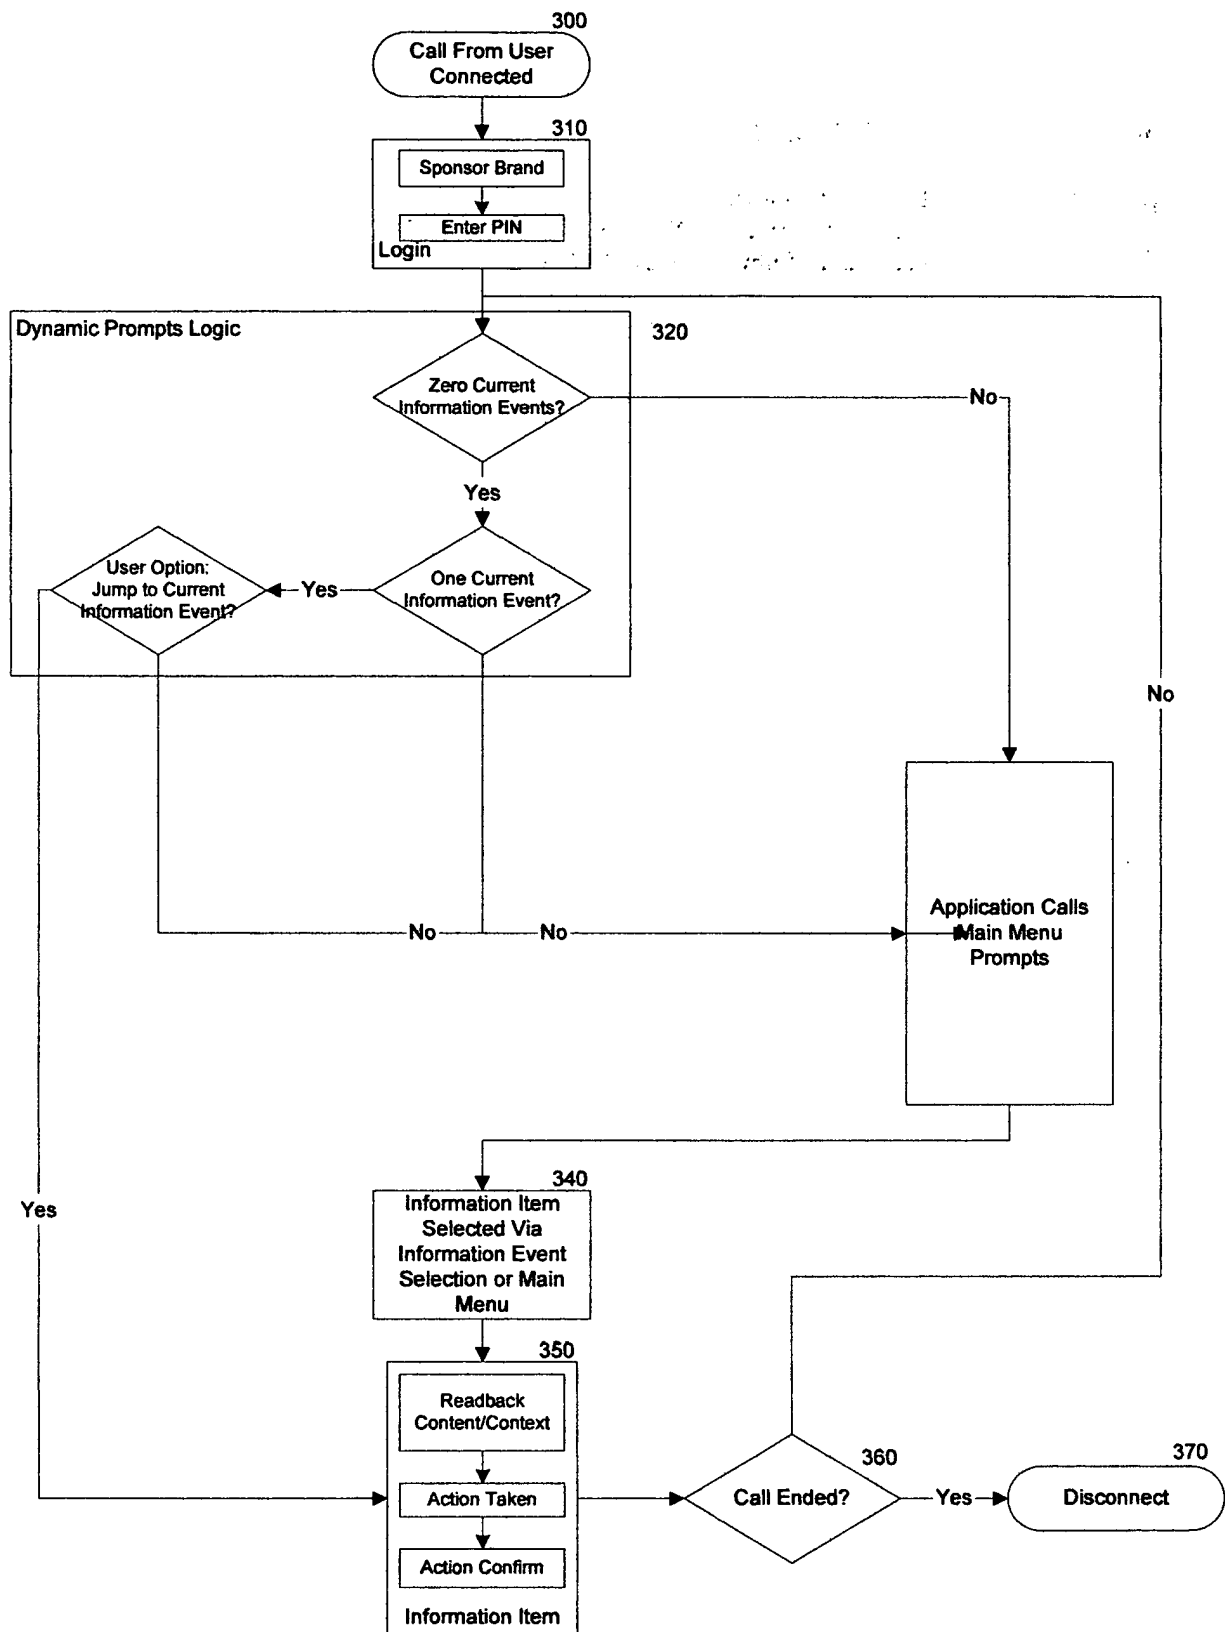 300
Call From User
Connected
310
Sponsor Brand
Enter PIN
Login
Dynamic Prompts Logic
320
Zero Current
Information Events?
No
Yes
User Option:
Jump to Current
Information Event?
Yes
One Current
Information Event?
No
No
No
Application Calls
Main Menu
Prompts
340
Yes
Information Item
Selected Via
Information Event
Selection or Main
Menu
350
Readback
Content/Context
Action Taken
Action Confirm
Information Item
360
Call Ended?
Yes
370
Disconnect